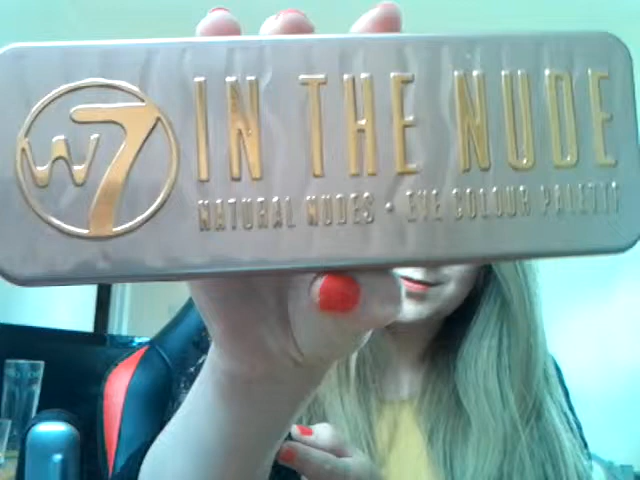 W7
IN THE NUDE
NATURAL NUDES • EYE COLOUR PALETTE